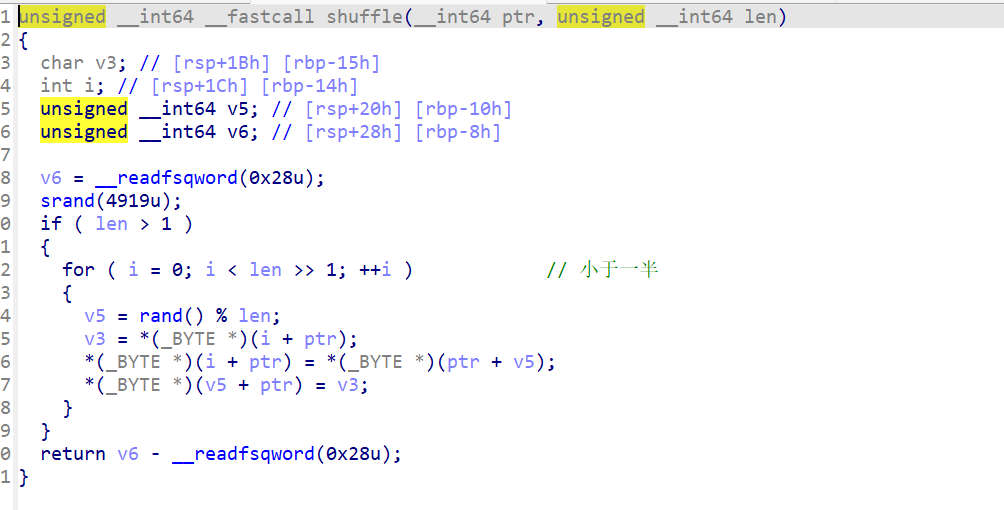 1 unsigned __int64 __fastcall shuffle(__int64 ptr, unsigned __int64 len)
2 {
3   char v3; // [rsp+1Bh] [rbp-15h]
4   int i; // [rsp+1Ch] [rbp-14h]
5   unsigned __int64 v5; // [rsp+20h] [rbp-10h]
6   unsigned __int64 v6; // [rsp+28h] [rbp-8h]
7
8   v6 = __readfsqword(0x28u);
9   srand(4919u);
0   if ( len > 1 )
1   {
2     for ( i = 0; i < len >> 1; ++i )            // 小于一半
3     {
4       v5 = rand() % len;
5       v3 = *(_BYTE *)(i + ptr);
6       *(_BYTE *)(i + ptr) = *(_BYTE *)(ptr + v5);
7       *(_BYTE *)(v5 + ptr) = v3;
8     }
9   }
0   return v6 - __readfsqword(0x28u);
1 }